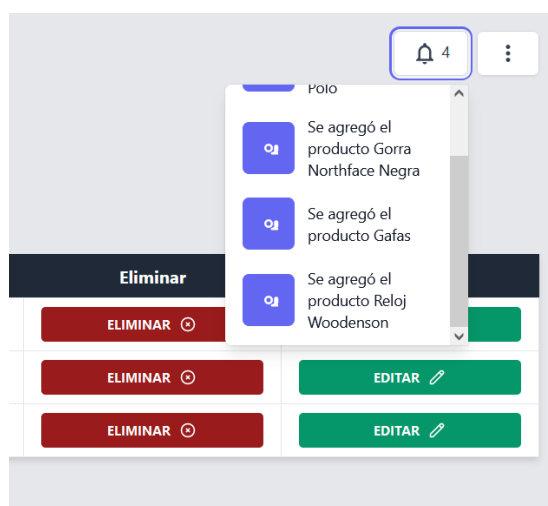 4
Polo
Se agregó el
producto Gorra
Northface Negra
Se agregó el
producto Gafas
Se agregó el
producto Reloj
Woodenson
Eliminar
ELIMINAR
ELIMINAR
EDITAR
ELIMINAR
EDITAR